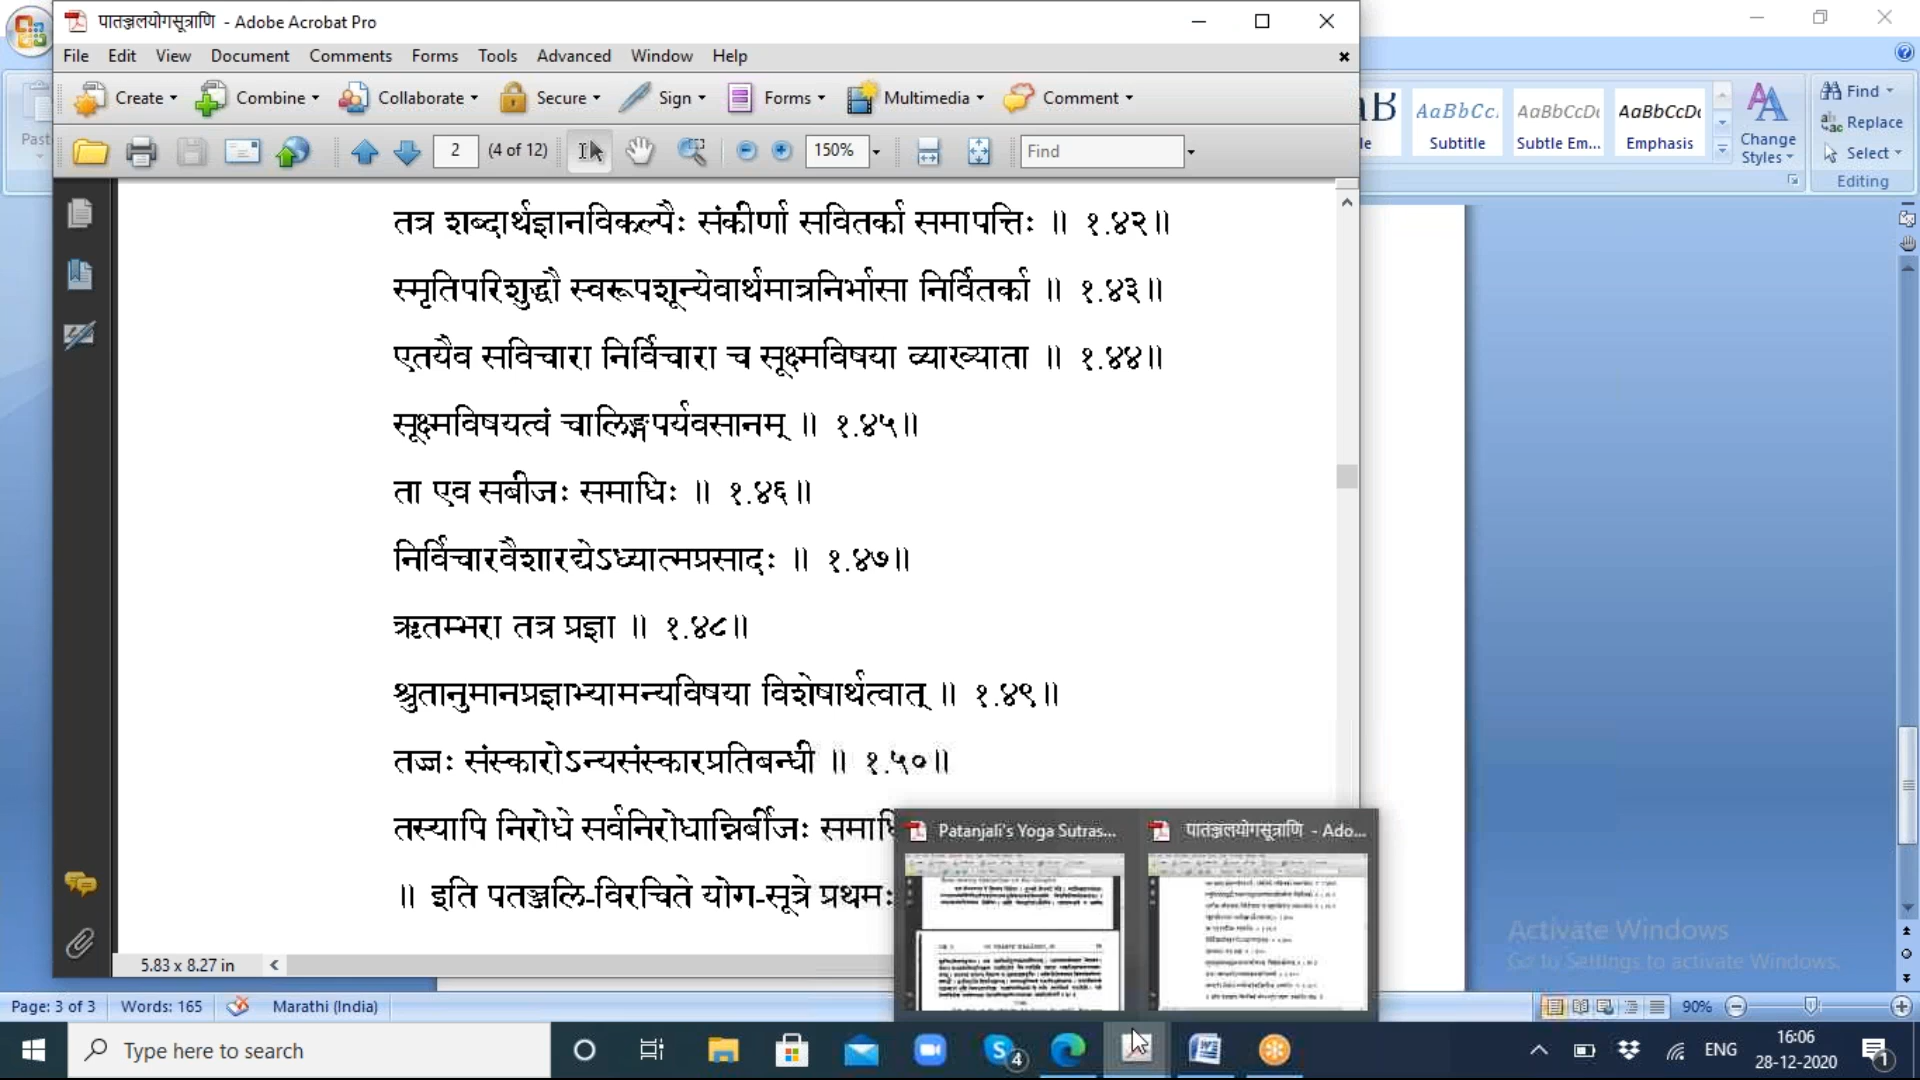 पातञ्जलयोगसूत्राणि - Adobe Acrobat Pro
File Edit View Document Comments Forms Tools Advanced Window Help
Create Combine Collaborate Secure Sign Forms Multimedia Comment
2 (4 of 12) 150% Find
AaBbCc. AaBbCcDc AaBbCcDc
Subtitle Subtle Em... Emphasis
Change Styles
Find
Replace
Select
Editing
तत्र शब्दार्थज्ञानविकल्पैः संकीर्णा सवितर्का समापत्तिः ॥ १.४२॥
स्मृतिपरिशुद्धौ स्वरूपशून्येवार्थमात्रनिर्भासा निर्वितर्का ॥ १.४३॥
एतयैव सविचारा निर्विचारा च सूक्ष्मविषया व्याख्याता ॥ १.४४॥
सूक्ष्मविषयत्वं चालिङ्गपर्यवसानम् ॥ १.४५॥
ता एव सबीजः समाधिः ॥ १.४६॥
निर्विचारवैशारद्येऽध्यात्मप्रसादः ॥ १.४७॥
ऋतम्भरा तत्र प्रज्ञा ॥ १.४८॥
श्रुतानुमानप्रज्ञाभ्यामन्यविषया विशेषार्थत्वात् ॥ १.४९॥
तज्जः संस्कारोऽन्यसंस्कारप्रतिबन्धी ॥ १.५०॥
तस्यापि निरोधे सर्वनिरोधान्निर्बीजः समाधि
॥ इति पतञ्जलि-विरचिते योग-सूत्रे प्रथमः
Patanjali's Yoga Sutras... पातञ्जलयोगसूत्राणि - Ado...
Activate Windows
Go to Settings to activate Windows.
5.83 x 8.27 in
Page: 3 of 3 Words: 165 Marathi (India) 90%
Type here to search
4
ENG
16:06
28-12-2020
1